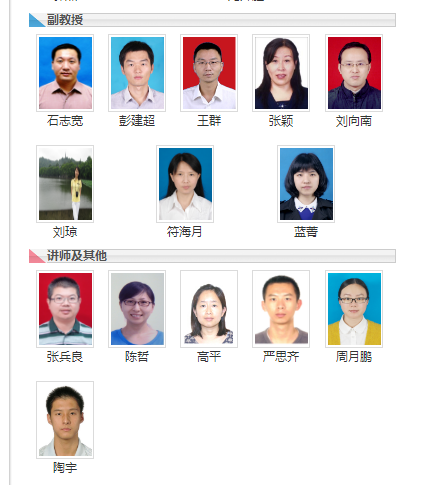 副教授
石志宽 彭建超 王群 张颖 刘向南
刘琼 符海月 蓝菁
讲师及其他
张兵良 陈哲 高平 严思齐 周月鹏
陶宇